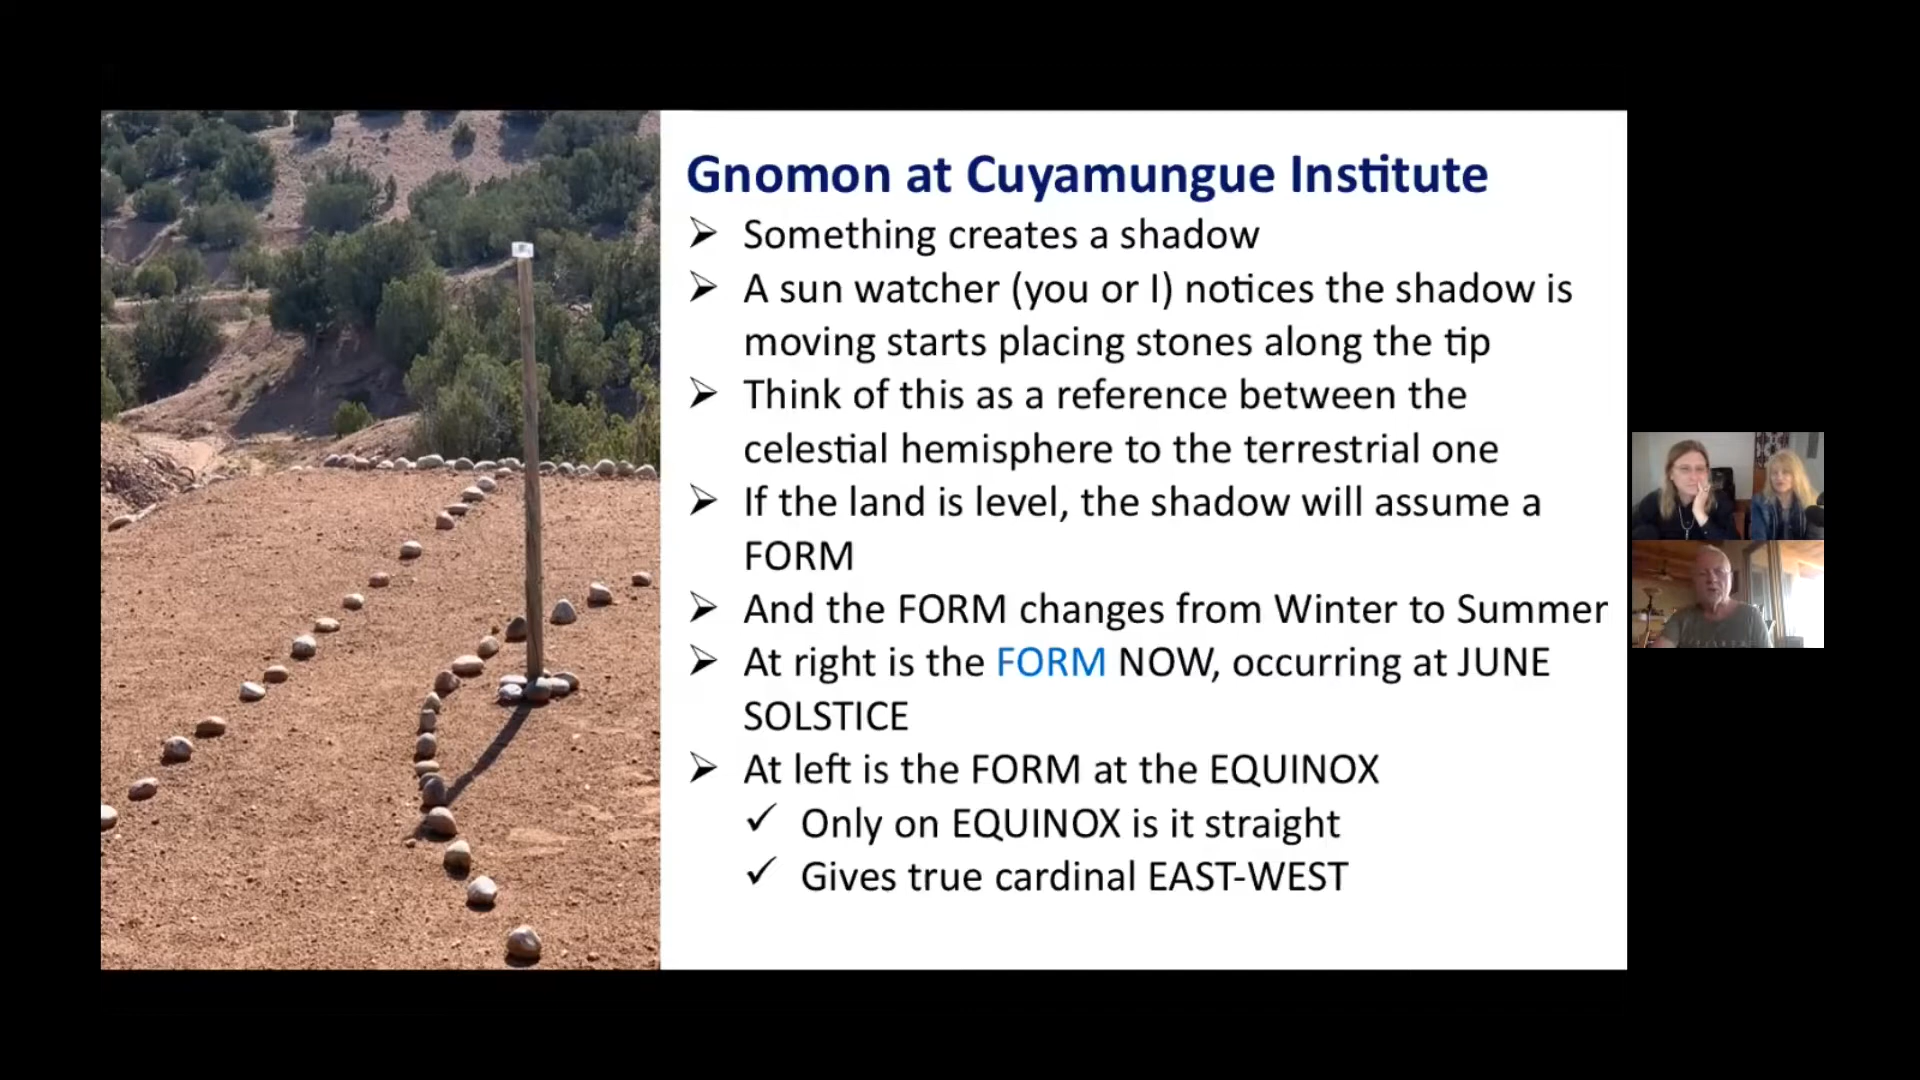 Gnomon at Cuyamungue Institute
➢ Something creates a shadow
➢ A sun watcher (you or I) notices the shadow is
moving starts placing stones along the tip
➢ Think of this as a reference between the
celestial hemisphere to the terrestrial one
➢ If the land is level, the shadow will assume a
FORM
➢ And the FORM changes from Winter to Summer
➢ At right is the FORM NOW, occurring at JUNE
SOLSTICE
➢ At left is the FORM at the EQUINOX
✓ Only on EQUINOX is it straight
✓ Gives true cardinal EAST-WEST